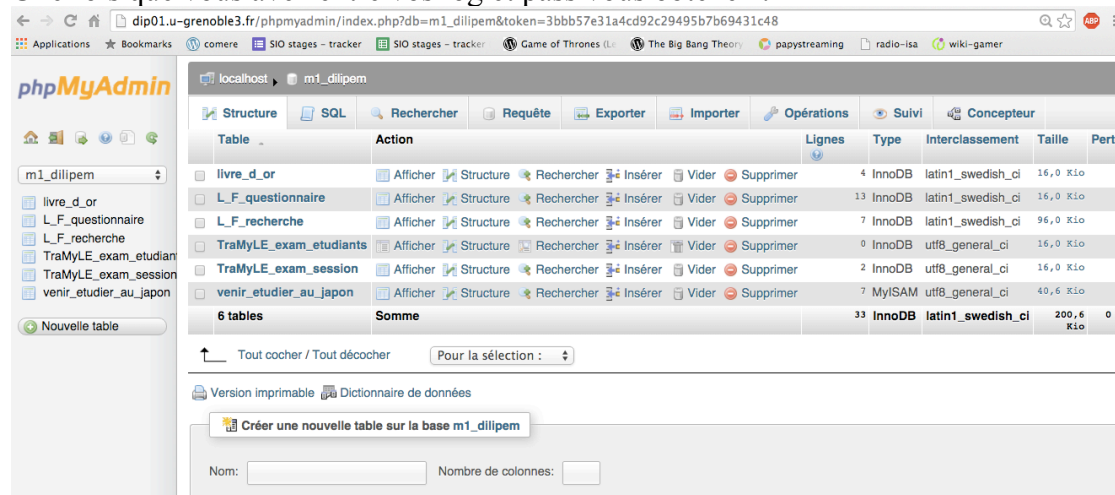 dip01.u-grenoble3.fr/phpmyadmin/index.php?db=m1_dilipem&token=3bbb57e31a4cd92c29495b7b69431c48
Applications Bookmarks comere SIO stages – tracker SIO stages – tracker Game of Thrones (Le The Big Bang Theory papystreaming radio-isa wiki-gamer
phpMyAdmin
localhost m1_dilipem
Structure SQL Rechercher Requête Exporter Importer Opérations Suivi Concepteur
Table Action Lignes Type Interclassement Taille Pert
m1_dilipem
livre_d_or
L_F_questionnaire
L_F_recherche
TraMyLE_exam_etudian
TraMyLE_exam_session
venir_etudier_au_japon
Nouvelle table
livre_d_or Afficher Structure Rechercher Insérer Vider Supprimer 4 InnoDB latin1_swedish_ci 16,0 Kio
L_F_questionnaire Afficher Structure Rechercher Insérer Vider Supprimer 13 InnoDB latin1_swedish_ci 16,0 Kio
L_F_recherche Afficher Structure Rechercher Insérer Vider Supprimer 7 InnoDB latin1_swedish_ci 96,0 Kio
TraMyLE_exam_etudiants Afficher Structure Rechercher Insérer Vider Supprimer 0 InnoDB utf8_general_ci 16,0 Kio
TraMyLE_exam_session Afficher Structure Rechercher Insérer Vider Supprimer 2 InnoDB utf8_general_ci 16,0 Kio
venir_etudier_au_japon Afficher Structure Rechercher Insérer Vider Supprimer 7 MyISAM utf8_general_ci 40,6 Kio
6 tables Somme 33 InnoDB latin1_swedish_ci 200,6 Kio 0
Tout cocher / Tout décocher Pour la sélection :
Version imprimable Dictionnaire de données
Créer une nouvelle table sur la base m1_dilipem
Nom: Nombre de colonnes: